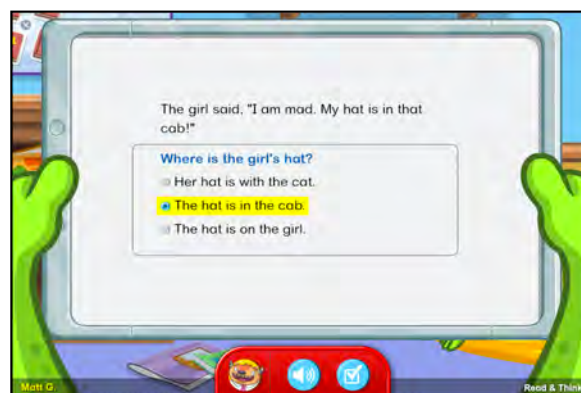 The girl said, "I am mad. My hat is in that
cab!"
Where is the girl's hat?
Her hat is with the cat.
The hat is in the cab.
The hat is on the girl.
Matt G.
Read & Think